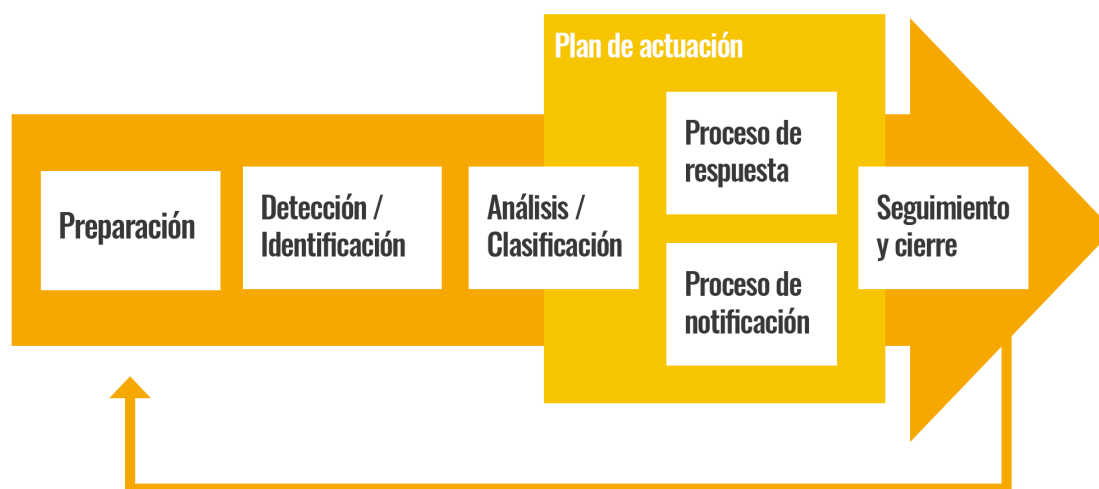 Plan de actuación
Preparación
Detección /
Identificación
Análisis /
Clasificación
Proceso de
respuesta
Proceso de
notificación
Seguimiento
y cierre